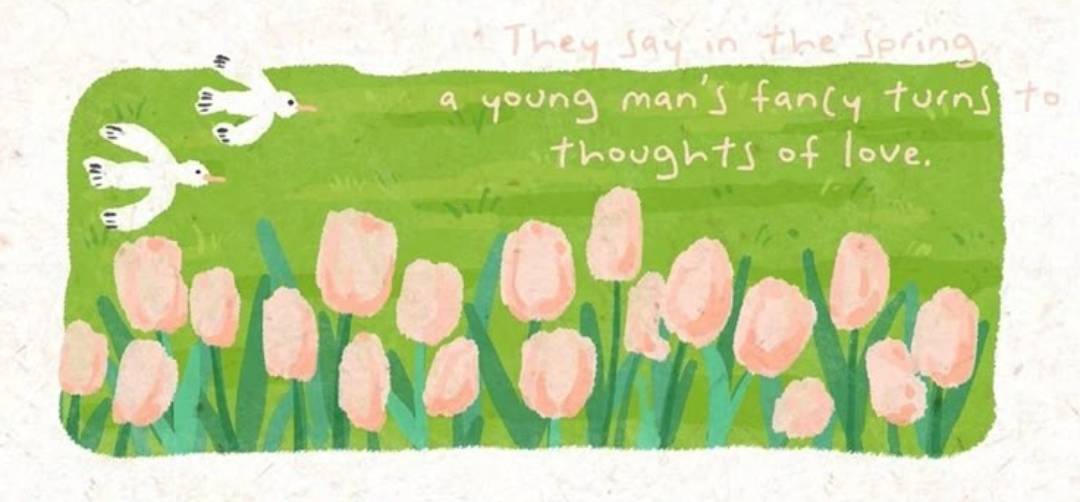 They say in the spring
a young man's fancy turns to
thoughts of love.